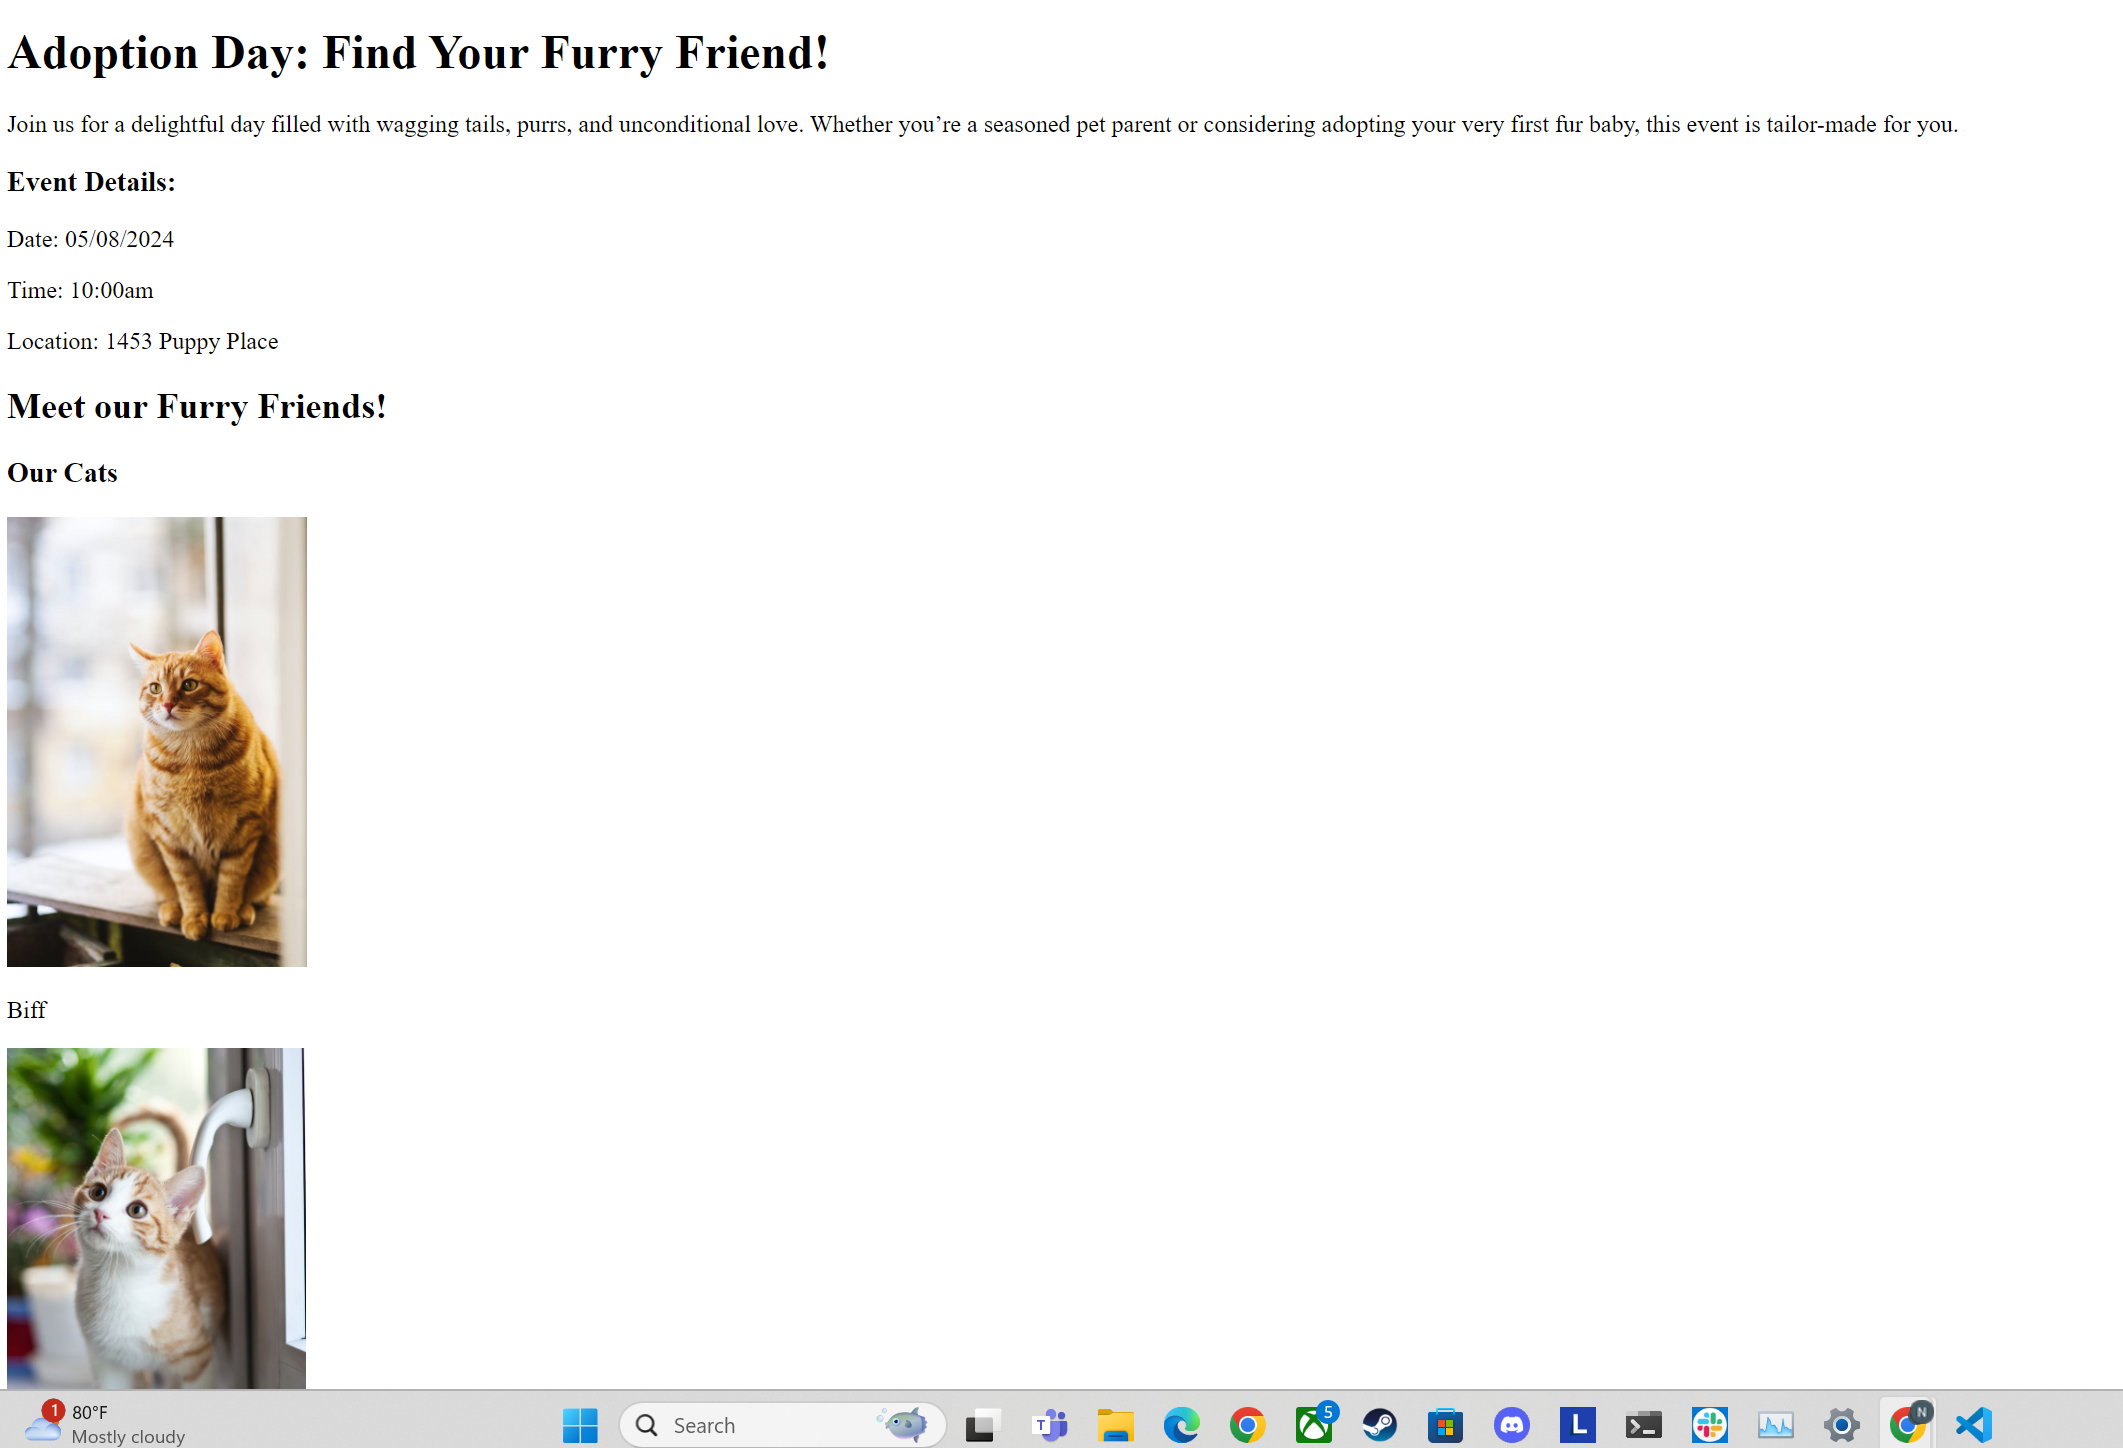 Adoption Day: Find Your Furry Friend!
Join us for a delightful day filled with wagging tails, purrs, and unconditional love. Whether you’re a seasoned pet parent or considering adopting your very first fur baby, this event is tailor-made for you.
Event Details:
Date: 05/08/2024
Time: 10:00am
Location: 1453 Puppy Place
Meet our Furry Friends!
Our Cats
Biff
1
80°F
Mostly cloudy
Search
T
5
L
N